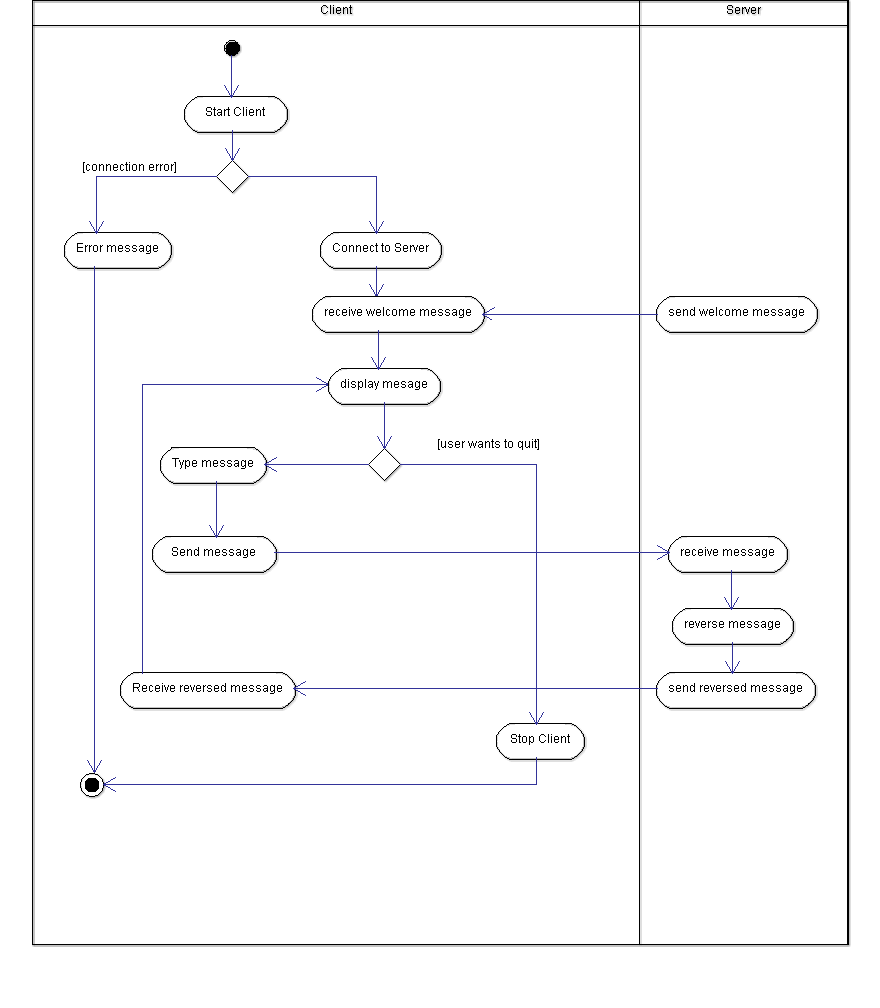 Client
Server
Start Client
[connection error]
Error message
Connect to Server
receive welcome message
send welcome message
display mesage
[user wants to quit]
Type message
Send message
receive message
reverse message
Receive reversed message
send reversed message
Stop Client